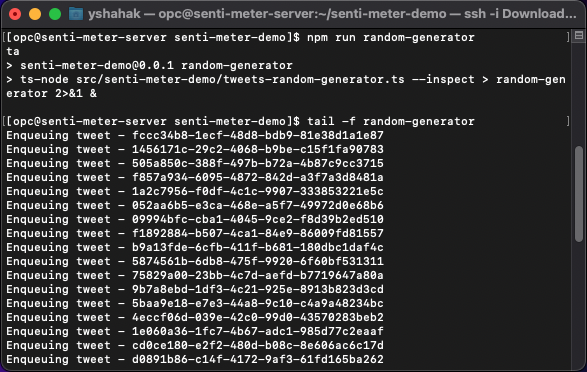 yshahak — opc@senti-meter-server:~/senti-meter-demo — ssh -i Download...
[[opc@senti-meter-server senti-meter-demo]$ npm run random-generator ]
ta
> senti-meter-demo@0.0.1 random-generator
> ts-node src/senti-meter-demo/tweets-random-generator.ts --inspect > random-gen
erator 2>&1 &
[[opc@senti-meter-server senti-meter-demo]$ tail -f random-generator ]
Enqueuing tweet - fccc34b8-1ecf-48d8-bdb9-81e38d1a1e87
Enqueuing tweet - 1456171c-29c2-4068-b9be-c15f1fa90783
Enqueuing tweet - 505a850c-388f-497b-b72a-4b87c9cc3715
Enqueuing tweet - f857a934-6095-4872-842d-a3f7a3d8481a
Enqueuing tweet - 1a2c7956-f0df-4c1c-9907-333853221e5c
Enqueuing tweet - 052aa6b5-e3ca-468e-a5f7-49972d0e68b6
Enqueuing tweet - 09994bfc-cba1-4045-9ce2-f8d39b2ed510
Enqueuing tweet - f1892884-b507-4ca1-84e9-86009fd81557
Enqueuing tweet - b9a13fde-6cfb-411f-b681-180dbc1daf4c
Enqueuing tweet - 5874561b-6db8-475f-9920-6f60bf531311
Enqueuing tweet - 75829a00-23bb-4c7d-aefd-b7719647a80a
Enqueuing tweet - 9b7a8ebd-1df3-4c21-925e-8913b823d3cd
Enqueuing tweet - 5baa9e18-e7e3-44a8-9c10-c4a9a48234bc
Enqueuing tweet - 4eccf06d-039e-42c0-99d0-43570283beb2
Enqueuing tweet - 1e060a36-1fc7-4b67-adc1-985d77c2eaaf
Enqueuing tweet - cd0ce180-e2f2-480d-b08c-8e606ac6c17d
Enqueuing tweet - d0891b86-c14f-4172-9af3-61fd165ba262